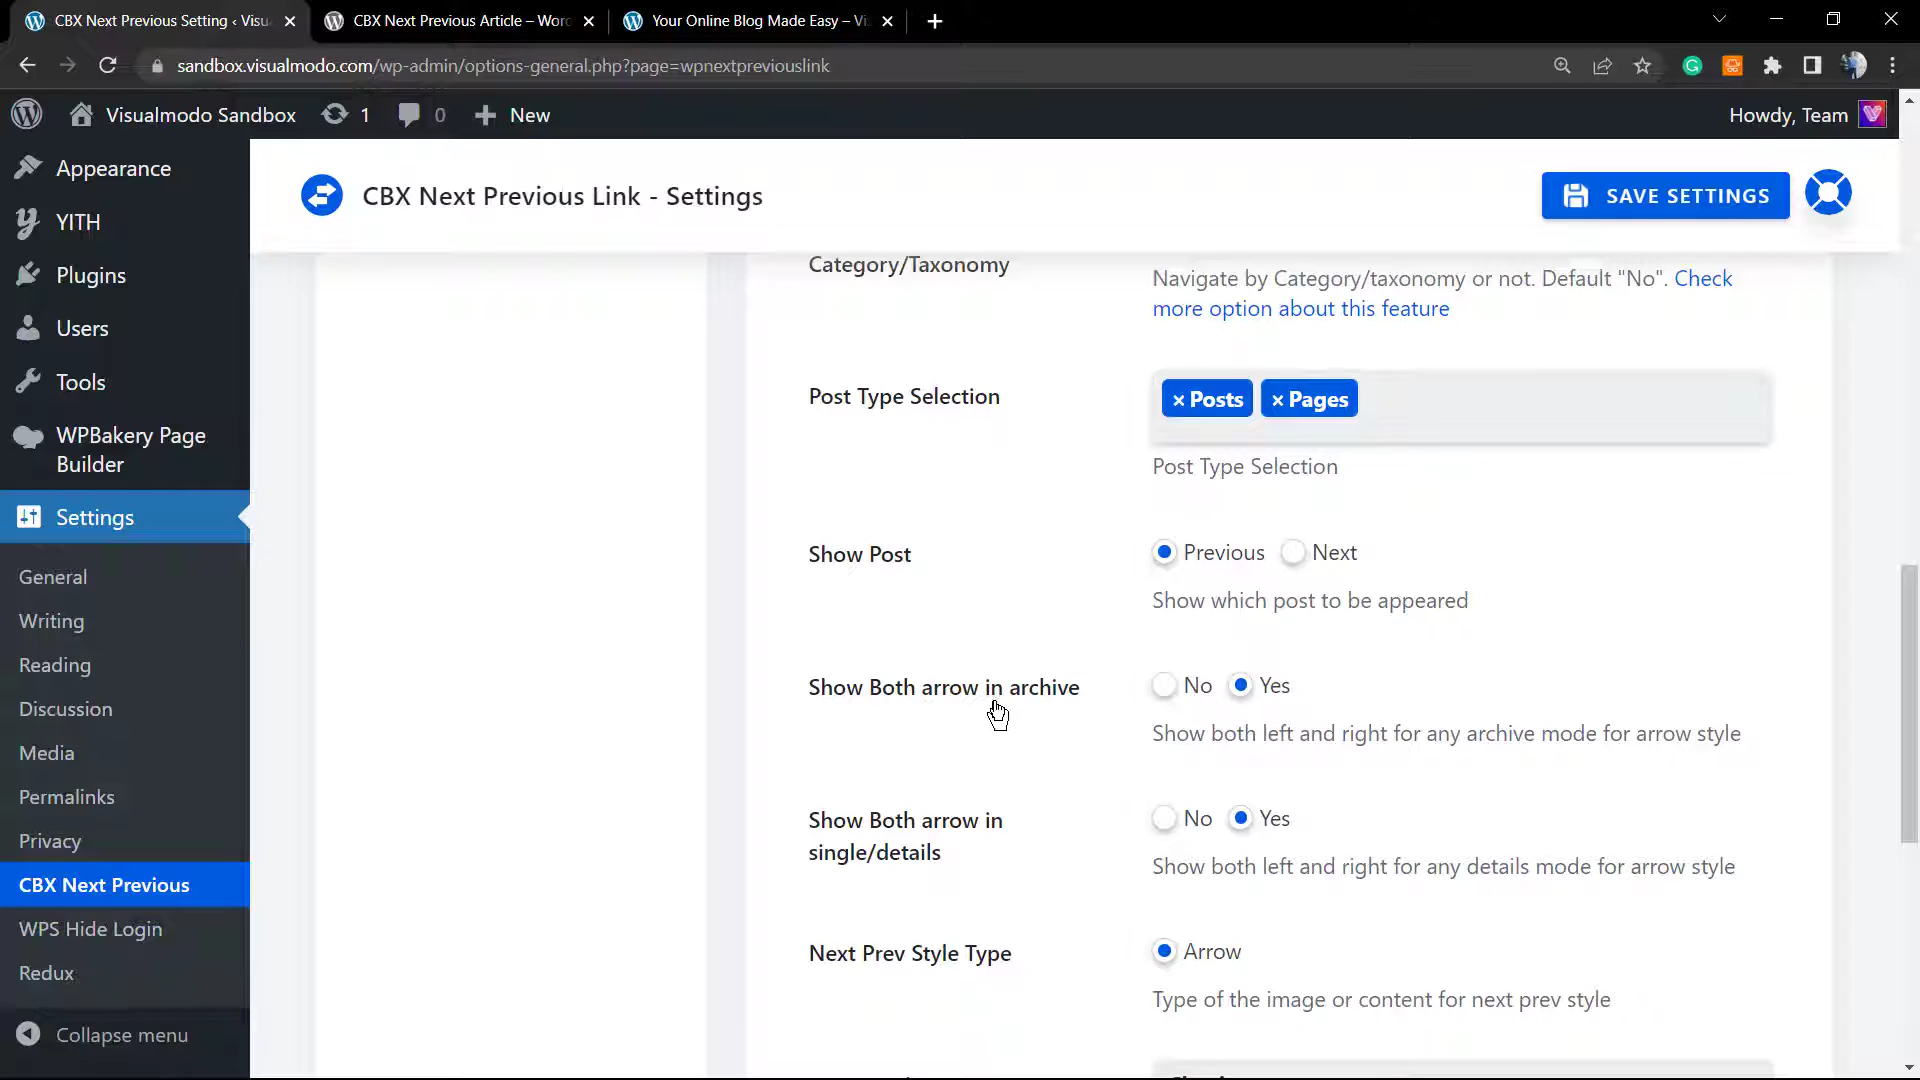 CBX Next Previous Setting ‹ Visu
CBX Next Previous Article – Wor
Your Online Blog Made Easy – Vi
sandbox.visualmodo.com/wp-admin/options-general.php?page=wpnextpreviouslink
Visualmodo Sandbox
1
0
New
Howdy, Team
Appearance
YITH
Plugins
Users
Tools
WPBakery Page
Builder
Settings
General
Writing
Reading
Discussion
Media
Permalinks
Privacy
CBX Next Previous
WPS Hide Login
Redux
Collapse menu
CBX Next Previous Link - Settings
SAVE SETTINGS
Category/Taxonomy
Navigate by Category/taxonomy or not. Default "No". Check
more option about this feature
Post Type Selection
× Posts × Pages
Post Type Selection
Show Post
Previous Next
Show which post to be appeared
Show Both arrow in archive
No Yes
Show both left and right for any archive mode for arrow style
Show Both arrow in
single/details
No Yes
Show both left and right for any details mode for arrow style
Next Prev Style Type
Arrow
Type of the image or content for next prev style